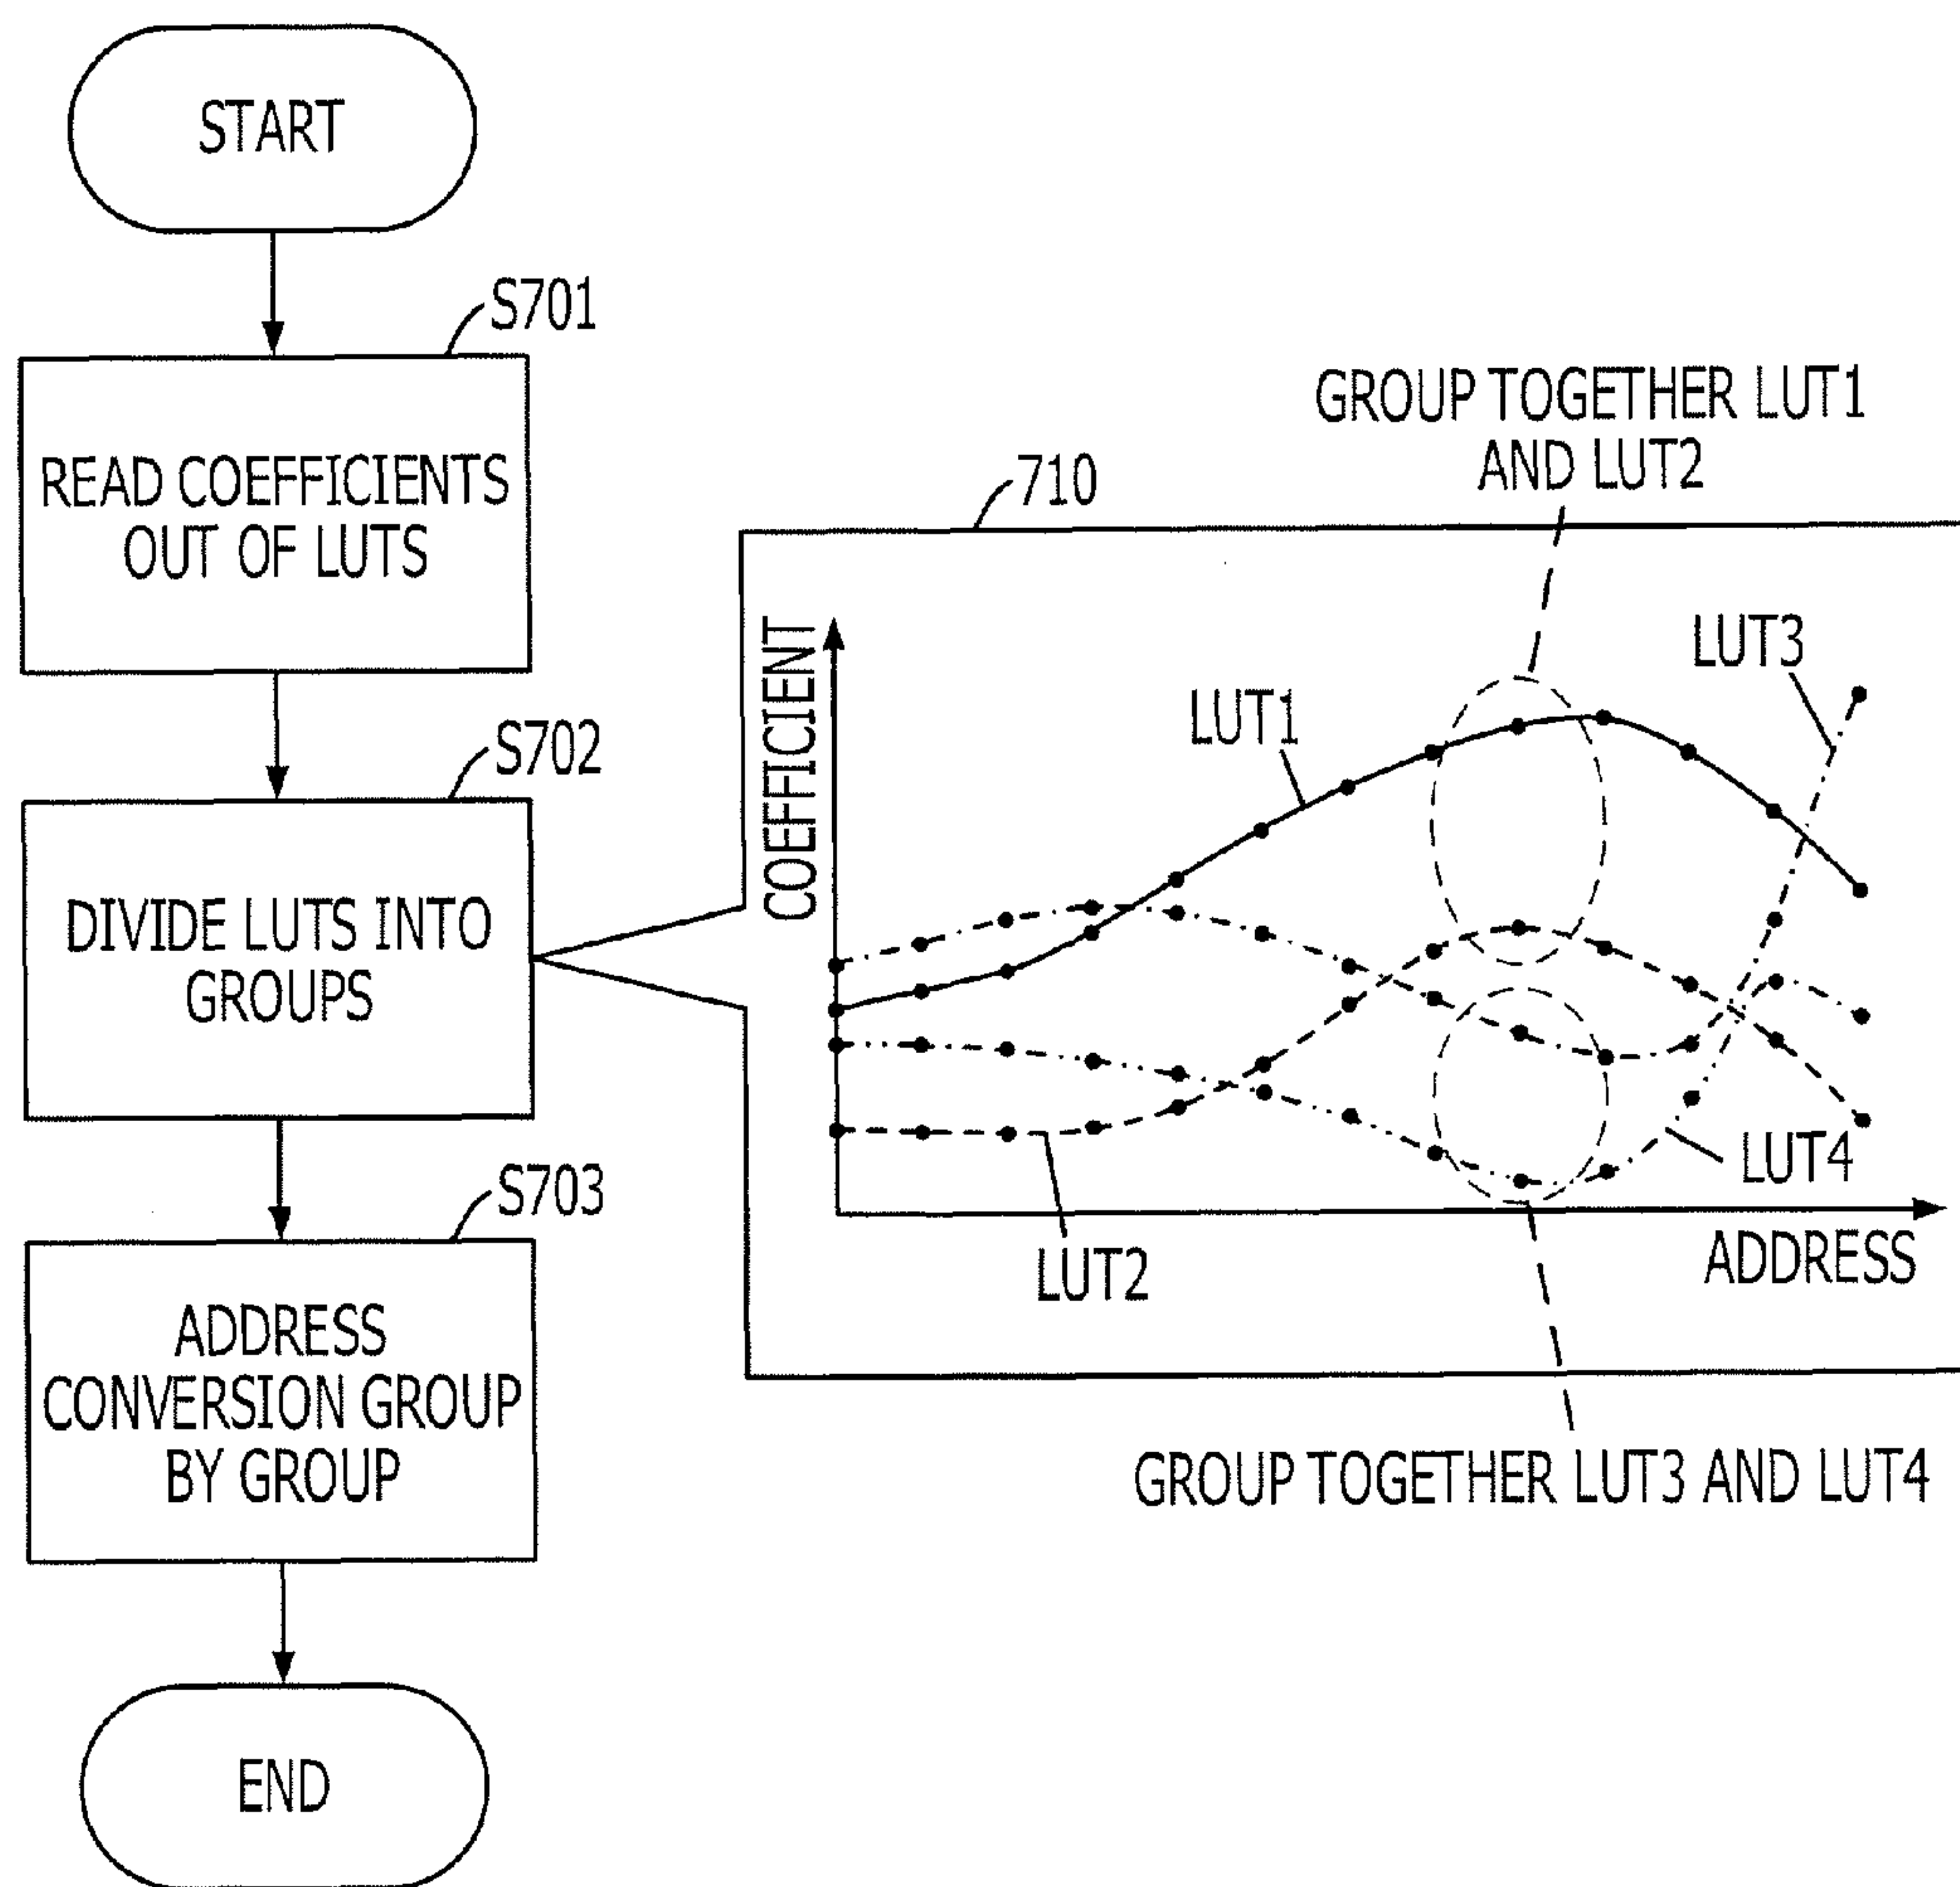 START
S701
READ COEFFICIENTS
OUT OF LUTS
S702
DIVIDE LUTS INTO
GROUPS
S703
ADDRESS
CONVERSION GROUP
BY GROUP
END
710
GROUP TOGETHER LUT1
AND LUT2
COEFFICIENT
LUT1
LUT3
LUT4
LUT2
ADDRESS
GROUP TOGETHER LUT3 AND LUT4